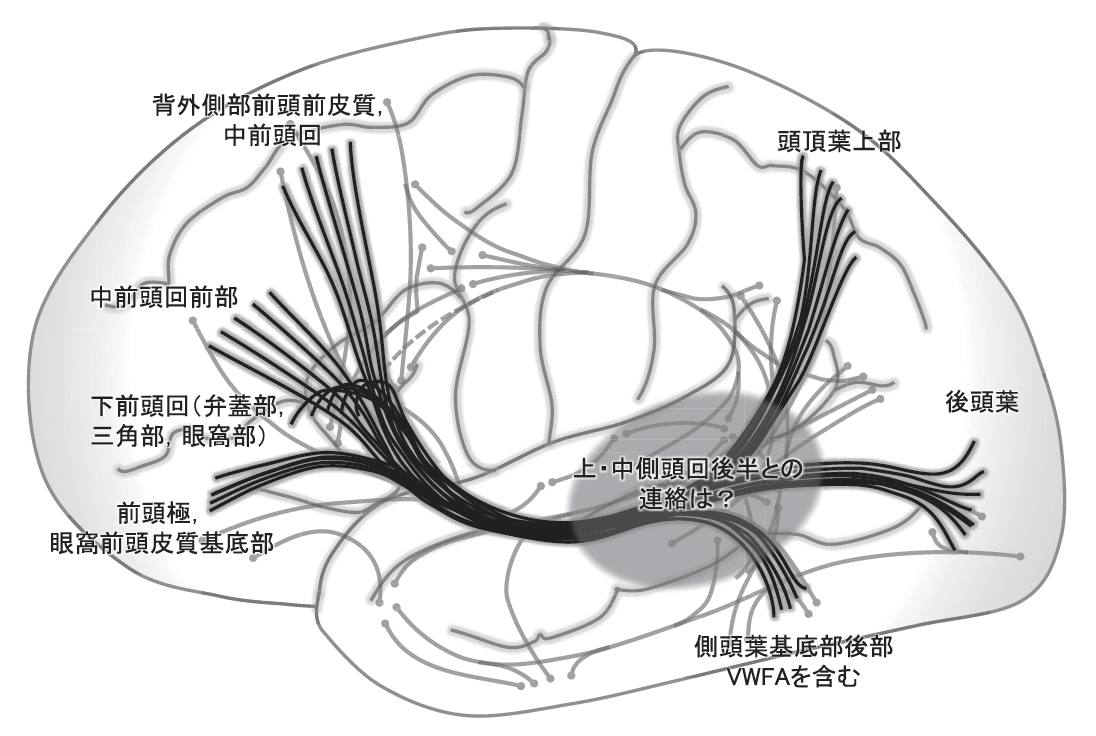 背外側部前頭前皮質,
中前頭回
頭頂葉上部
中前頭回前部
下前頭回(弁蓋部,
三角部, 眼窩部)
後頭葉
上・中側頭回後半との
連絡は?
前頭極,
眼窩前頭皮質基底部
側頭葉基底部後部
VWFAを含む